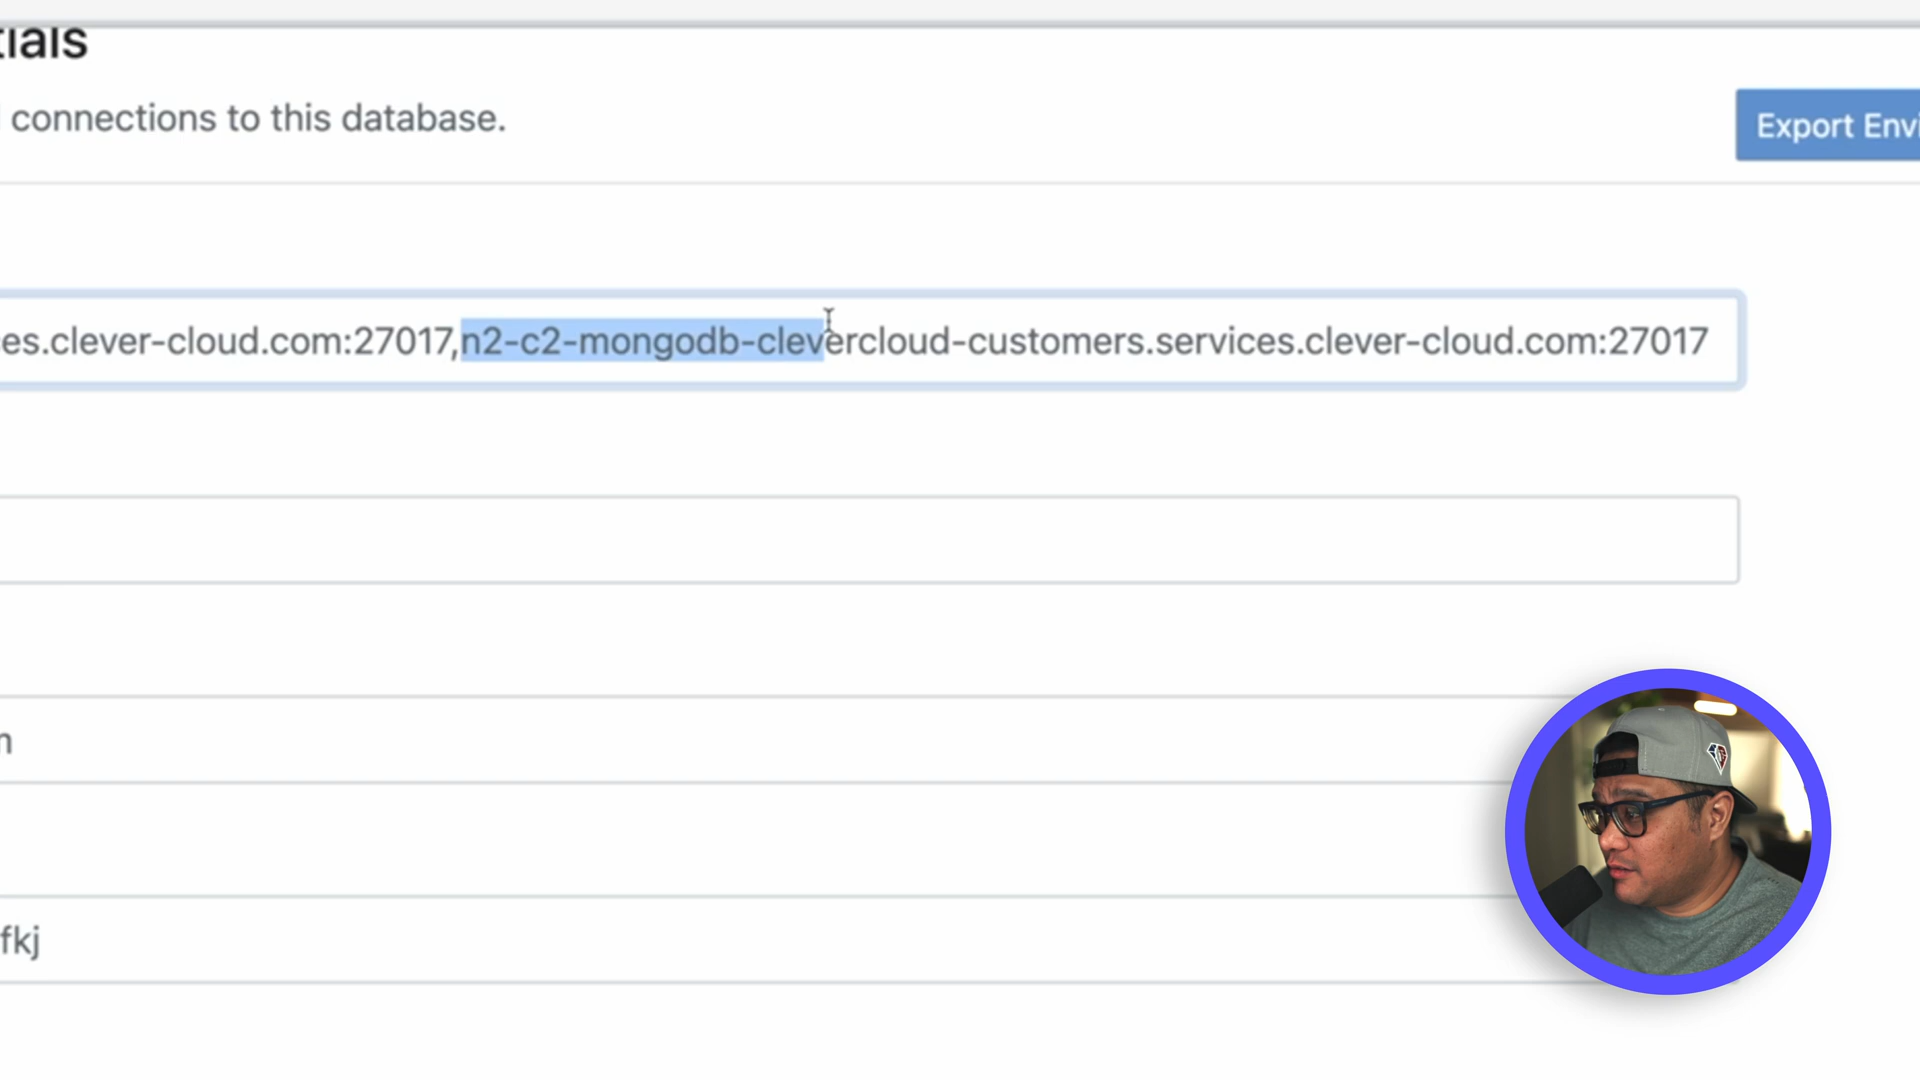 tials
connections to this database.
Export Envi
es.clever-cloud.com:27017,n2-c2-mongodb-clevercloud-customers.services.clever-cloud.com:27017
m
fkj